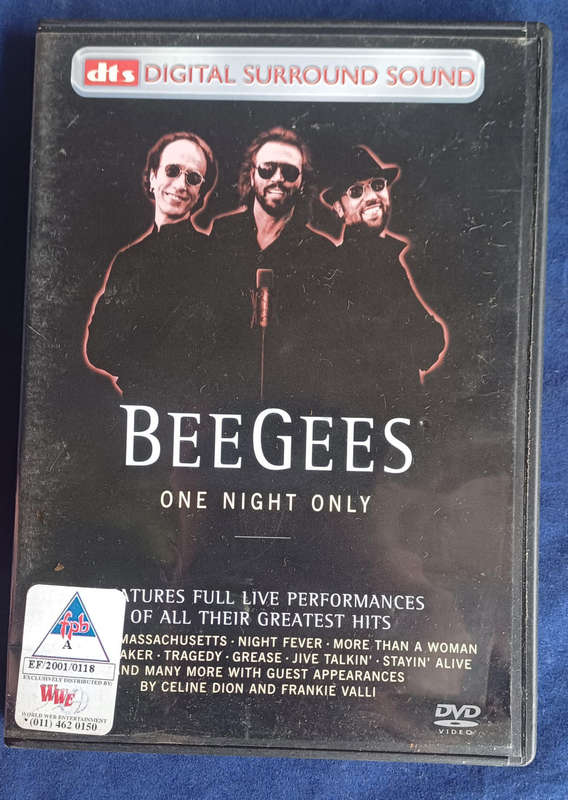 dts DIGITAL SURROUND SOUND
BEEGEES
ONE NIGHT ONLY
ATURES FULL LIVE PERFORMANCES
OF ALL THEIR GREATEST HITS
MASSACHUSETTS · NIGHT FEVER · MORE THAN A WOMAN
AKER · TRAGEDY · GREASE · JIVE TALKIN' · STAYIN' ALIVE
ND MANY MORE WITH GUEST APPEARANCES
BY CELINE DION AND FRANKIE VALLI
fpb
A
EF/2001/0118
EXCLUSIVELY DISTRIBUTED BY:
WWE
WORLD WEB ENTERTAINMENT
(011) 462 0150
DVD
VIDEO